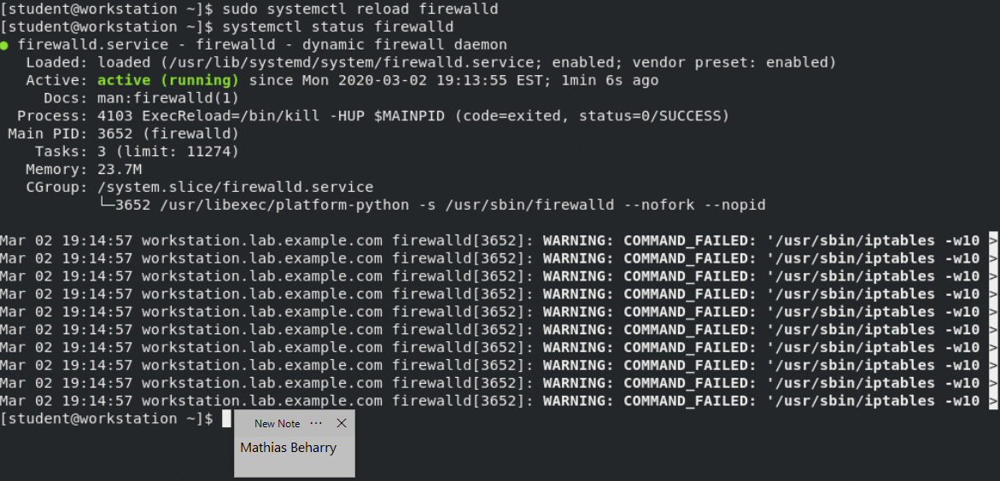 [student@workstation ~]$ sudo systemctl reload firewalld
[student@workstation ~]$ systemctl status firewalld
● firewalld.service - firewalld - dynamic firewall daemon
   Loaded: loaded (/usr/lib/systemd/system/firewalld.service; enabled; vendor preset: enabled)
   Active: active (running) since Mon 2020-03-02 19:13:55 EST; 1min 6s ago
     Docs: man:firewalld(1)
  Process: 4103 ExecReload=/bin/kill -HUP $MAINPID (code=exited, status=0/SUCCESS)
 Main PID: 3652 (firewalld)
    Tasks: 3 (limit: 11274)
   Memory: 23.7M
   CGroup: /system.slice/firewalld.service
           └─3652 /usr/libexec/platform-python -s /usr/sbin/firewalld --nofork --nopid
Mar 02 19:14:57 workstation.lab.example.com firewalld[3652]: WARNING: COMMAND_FAILED: '/usr/sbin/iptables -w10 >
Mar 02 19:14:57 workstation.lab.example.com firewalld[3652]: WARNING: COMMAND_FAILED: '/usr/sbin/iptables -w10 >
Mar 02 19:14:57 workstation.lab.example.com firewalld[3652]: WARNING: COMMAND_FAILED: '/usr/sbin/iptables -w10 >
Mar 02 19:14:57 workstation.lab.example.com firewalld[3652]: WARNING: COMMAND_FAILED: '/usr/sbin/iptables -w10 >
Mar 02 19:14:57 workstation.lab.example.com firewalld[3652]: WARNING: COMMAND_FAILED: '/usr/sbin/iptables -w10 >
Mar 02 19:14:57 workstation.lab.example.com firewalld[3652]: WARNING: COMMAND_FAILED: '/usr/sbin/iptables -w10 >
Mar 02 19:14:57 workstation.lab.example.com firewalld[3652]: WARNING: COMMAND_FAILED: '/usr/sbin/iptables -w10 >
Mar 02 19:14:57 workstation.lab.example.com firewalld[3652]: WARNING: COMMAND_FAILED: '/usr/sbin/iptables -w10 >
Mar 02 19:14:57 workstation.lab.example.com firewalld[3652]: WARNING: COMMAND_FAILED: '/usr/sbin/iptables -w10 >
Mar 02 19:14:57 workstation.lab.example.com firewalld[3652]: WARNING: COMMAND_FAILED: '/usr/sbin/iptables -w10 >
[student@workstation ~]$
New Note ··· ×
Mathias Beharry